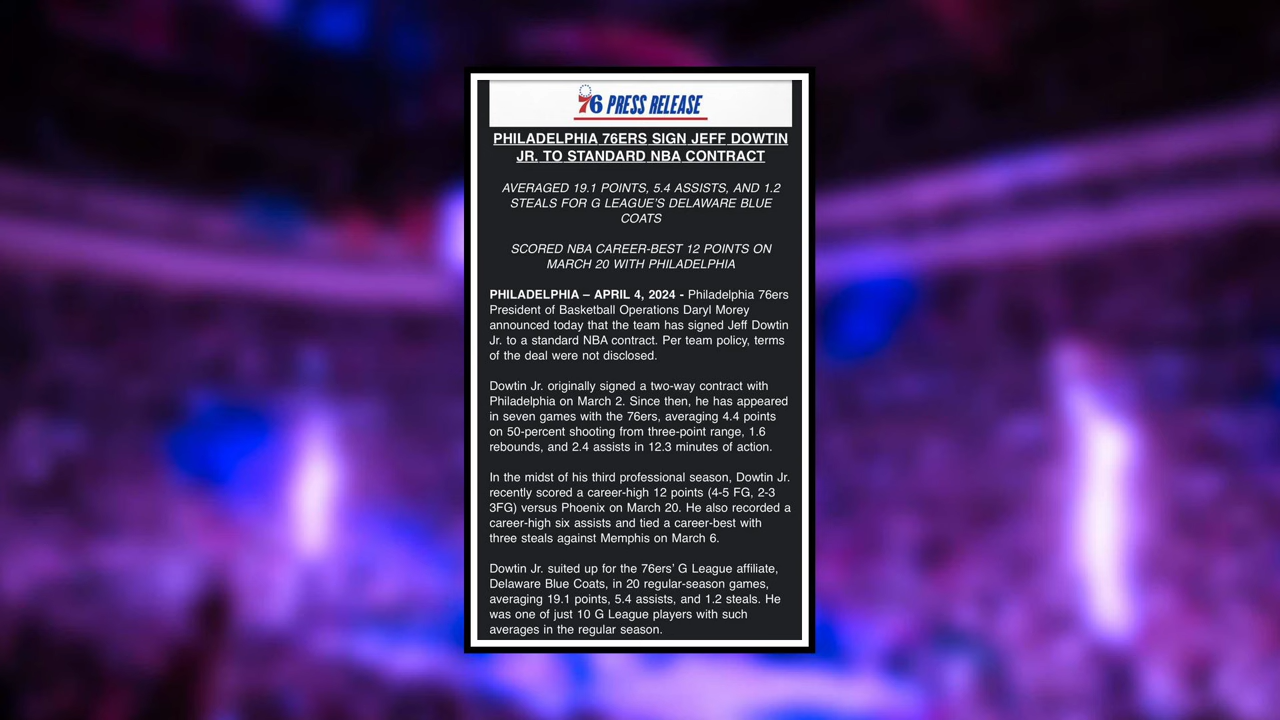 76 PRESS RELEASE
PHILADELPHIA 76ERS SIGN JEFF DOWTIN
JR. TO STANDARD NBA CONTRACT
AVERAGED 19.1 POINTS, 5.4 ASSISTS, AND 1.2
STEALS FOR G LEAGUE'S DELAWARE BLUE
COATS
SCORED NBA CAREER-BEST 12 POINTS ON
MARCH 20 WITH PHILADELPHIA
PHILADELPHIA – APRIL 4, 2024 - Philadelphia 76ers
President of Basketball Operations Daryl Morey
announced today that the team has signed Jeff Dowtin
Jr. to a standard NBA contract. Per team policy, terms
of the deal were not disclosed.
Dowtin Jr. originally signed a two-way contract with
Philadelphia on March 2. Since then, he has appeared
in seven games with the 76ers, averaging 4.4 points
on 50-percent shooting from three-point range, 1.6
rebounds, and 2.4 assists in 12.3 minutes of action.
In the midst of his third professional season, Dowtin Jr.
recently scored a career-high 12 points (4-5 FG, 2-3
3FG) versus Phoenix on March 20. He also recorded a
career-high six assists and tied a career-best with
three steals against Memphis on March 6.
Dowtin Jr. suited up for the 76ers' G League affiliate,
Delaware Blue Coats, in 20 regular-season games,
averaging 19.1 points, 5.4 assists, and 1.2 steals. He
was one of just 10 G League players with such
averages in the regular season.